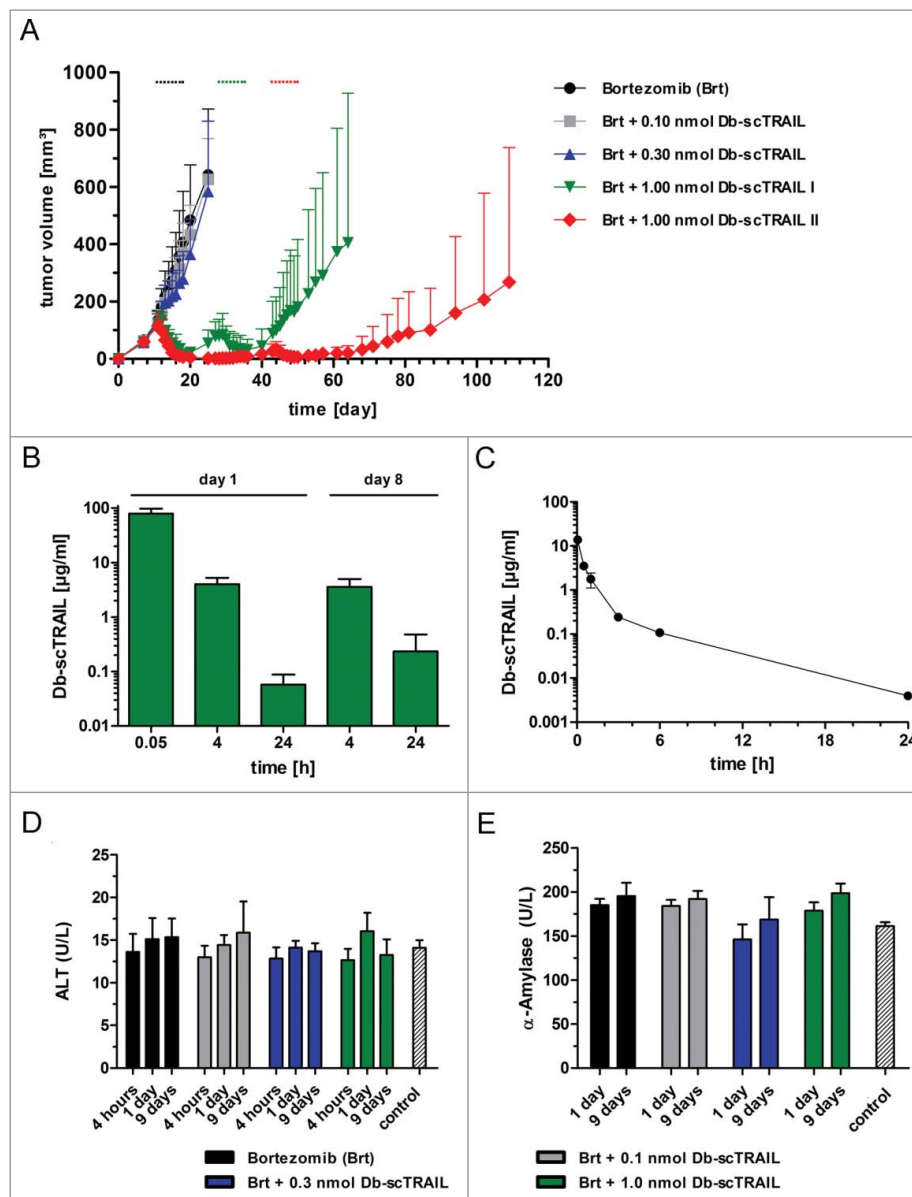 A
1000
800
600
400
200
0
tumor volume [mm³]
0 20 40 60 80 100 120
time [day]
Bortezomib (Brt)
Brt + 0.10 nmol Db-scTRAIL
Brt + 0.30 nmol Db-scTRAIL
Brt + 1.00 nmol Db-scTRAIL I
Brt + 1.00 nmol Db-scTRAIL II
B
day 1 day 8
100
10
1
0.1
0.01
Db-scTRAIL [µg/ml]
0.05 4 24 4 24
time [h]
C
100
10
1
0.1
0.01
0.001
Db-scTRAIL [µg/ml]
0 6 12 18 24
time [h]
D
25
20
15
10
5
0
ALT (U/L)
4 hours 1 day 9 days 4 hours 1 day 9 days 4 hours 1 day 9 days 4 hours 1 day 9 days control
E
250
200
150
100
50
0
α-Amylase (U/L)
1 day 9 days 1 day 9 days 1 day 9 days 1 day 9 days control
Bortezomib (Brt)
Brt + 0.3 nmol Db-scTRAIL
Brt + 0.1 nmol Db-scTRAIL
Brt + 1.0 nmol Db-scTRAIL